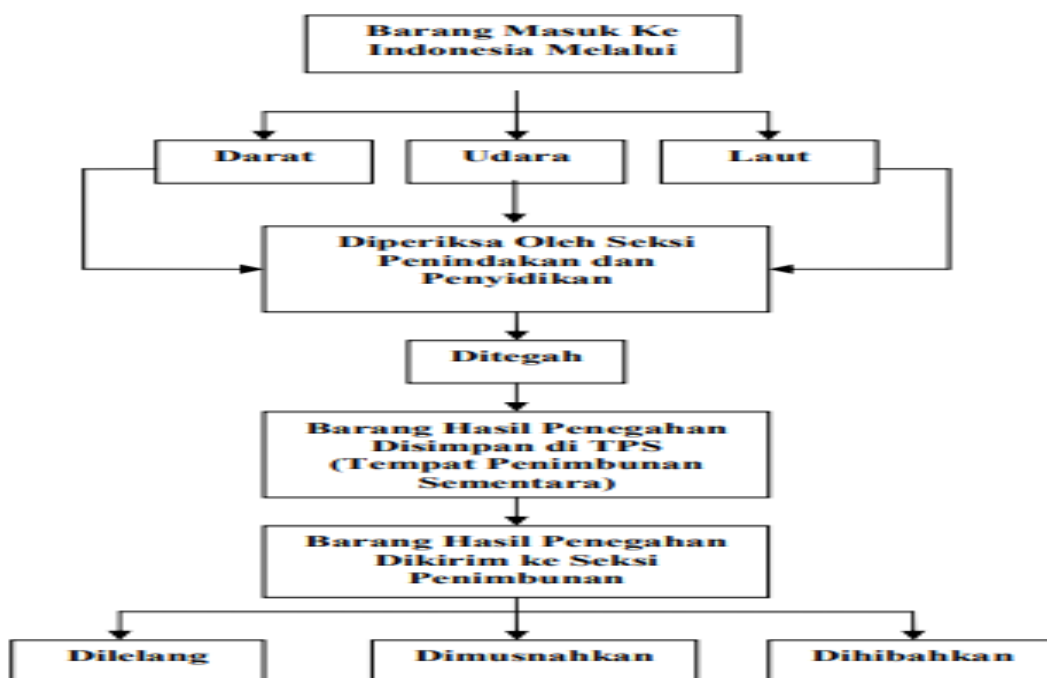 Barang Masuk Ke
Indonesia Melalui
Darat
Udara
Laut
Diperiksa Oleh Seksi
Penindakan dan
Penyidikan
Ditegah
Barang Hasil Penegahan
Disimpan di TPS
(Tempat Penimbunan
Sementara)
Barang Hasil Penegahan
Dikirim ke Seksi
Penimbunan
Dilelang
Dimusnahkan
Dihibahkan